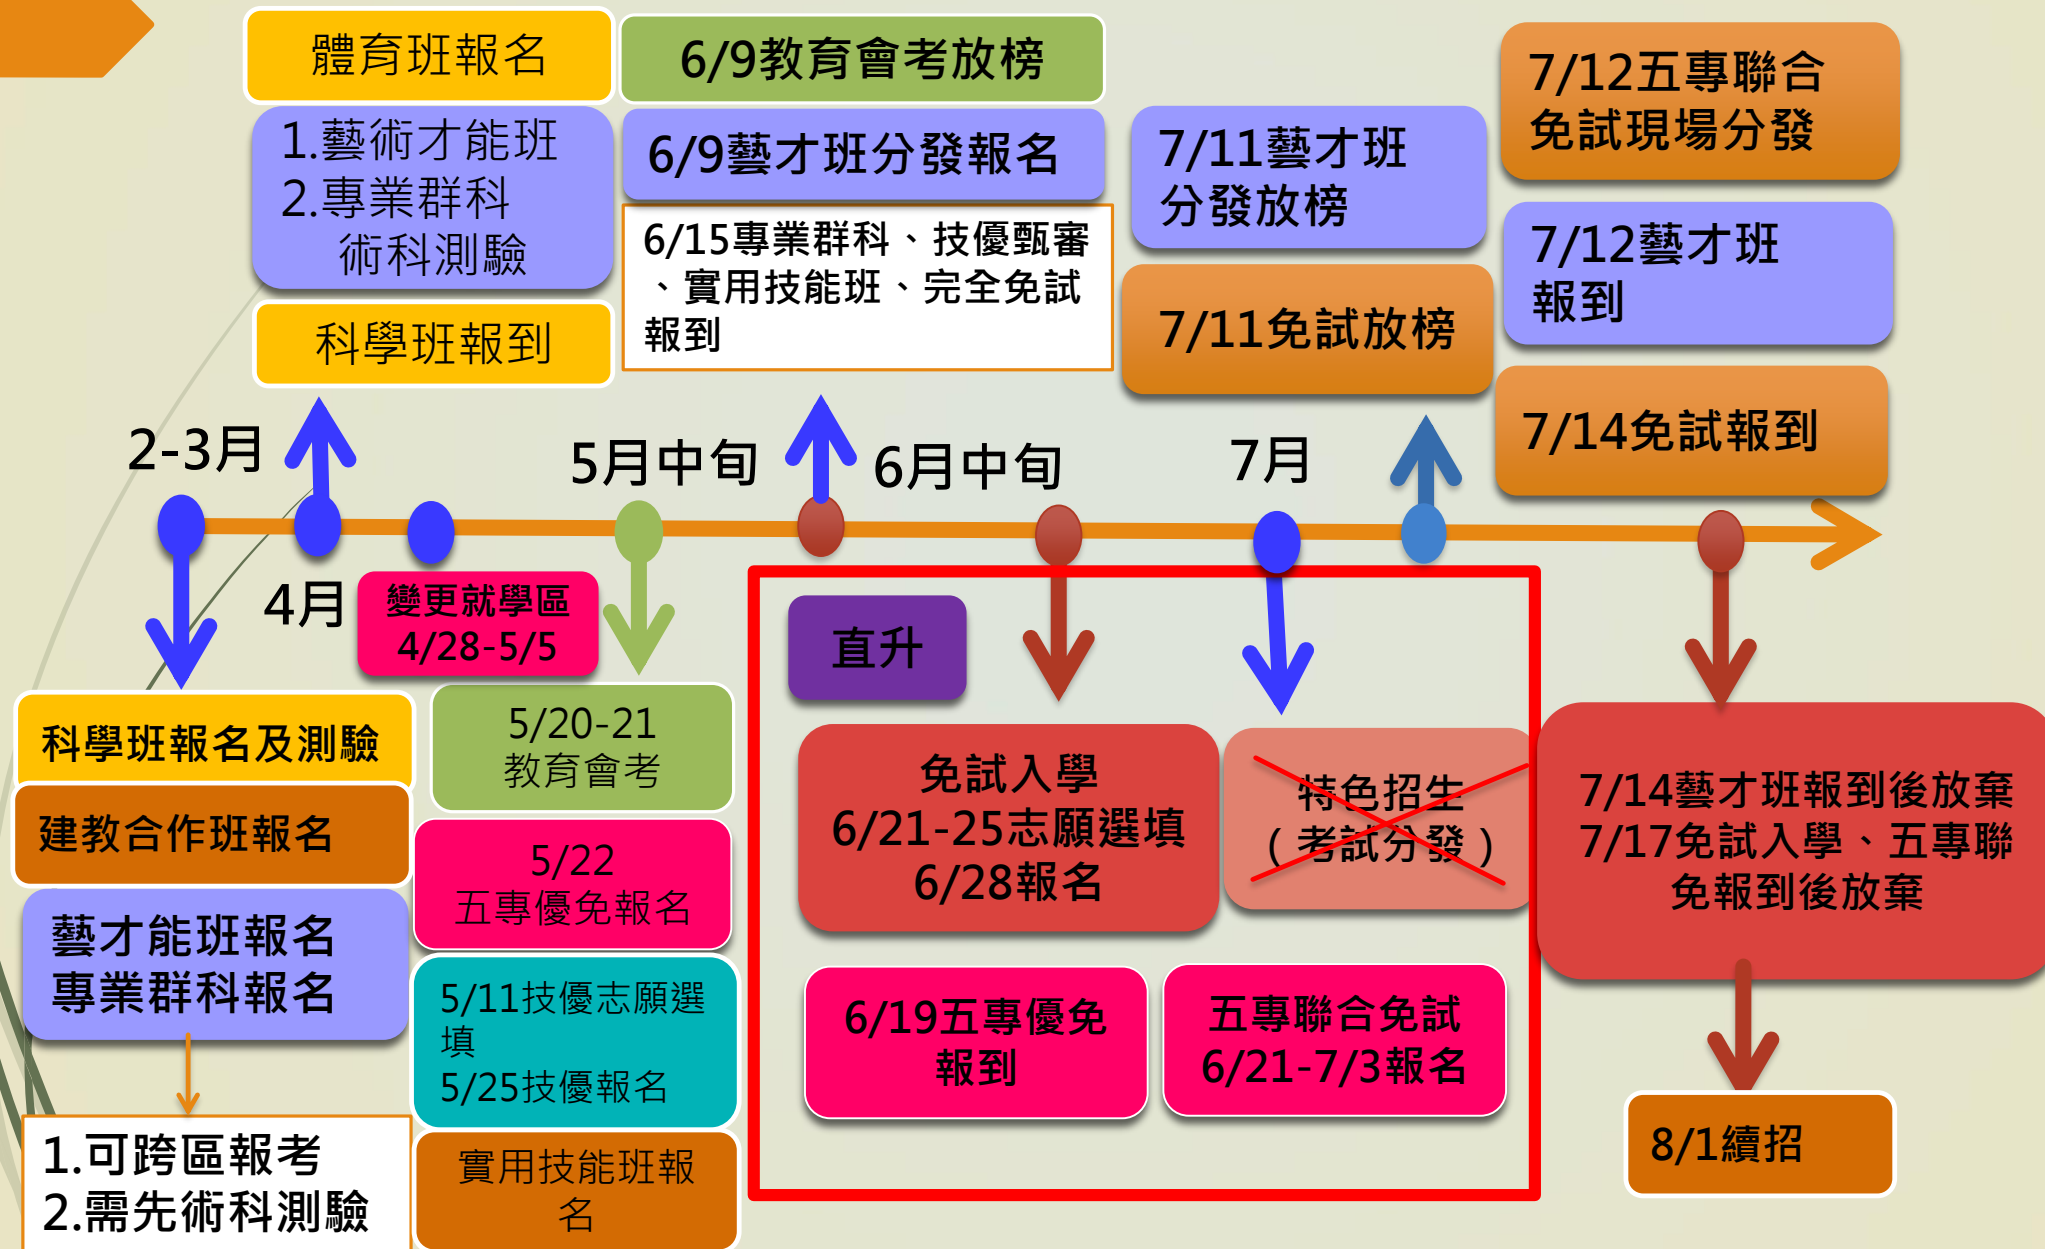 體育班報名
1.藝術才能班
2.專業群科
術科測驗
科學班報到
6/9教育會考放榜
6/9藝才班分發報名
6/15專業群科、技優甄審
、實用技能班、完全免試
報到
7/11藝才班
分發放榜
7/11免試放榜
7/12五專聯合
免試現場分發
7/12藝才班
報到
7/14免試報到
2-3月
5月中旬
6月中旬
7月
4月
變更就學區
4/28-5/5
科學班報名及測驗
建教合作班報名
藝才能班報名
專業群科報名
1.可跨區報考
2.需先術科測驗
5/20-21
教育會考
5/22
五專優免報名
5/11技優志願選
填
5/25技優報名
實用技能班報
名
直升
免試入學
6/21-25志願選填
6/28報名
特色招生
（考試分發）
6/19五專優免
報到
五專聯合免試
6/21-7/3報名
7/14藝才班報到後放棄
7/17免試入學、五專聯
免報到後放棄
8/1續招